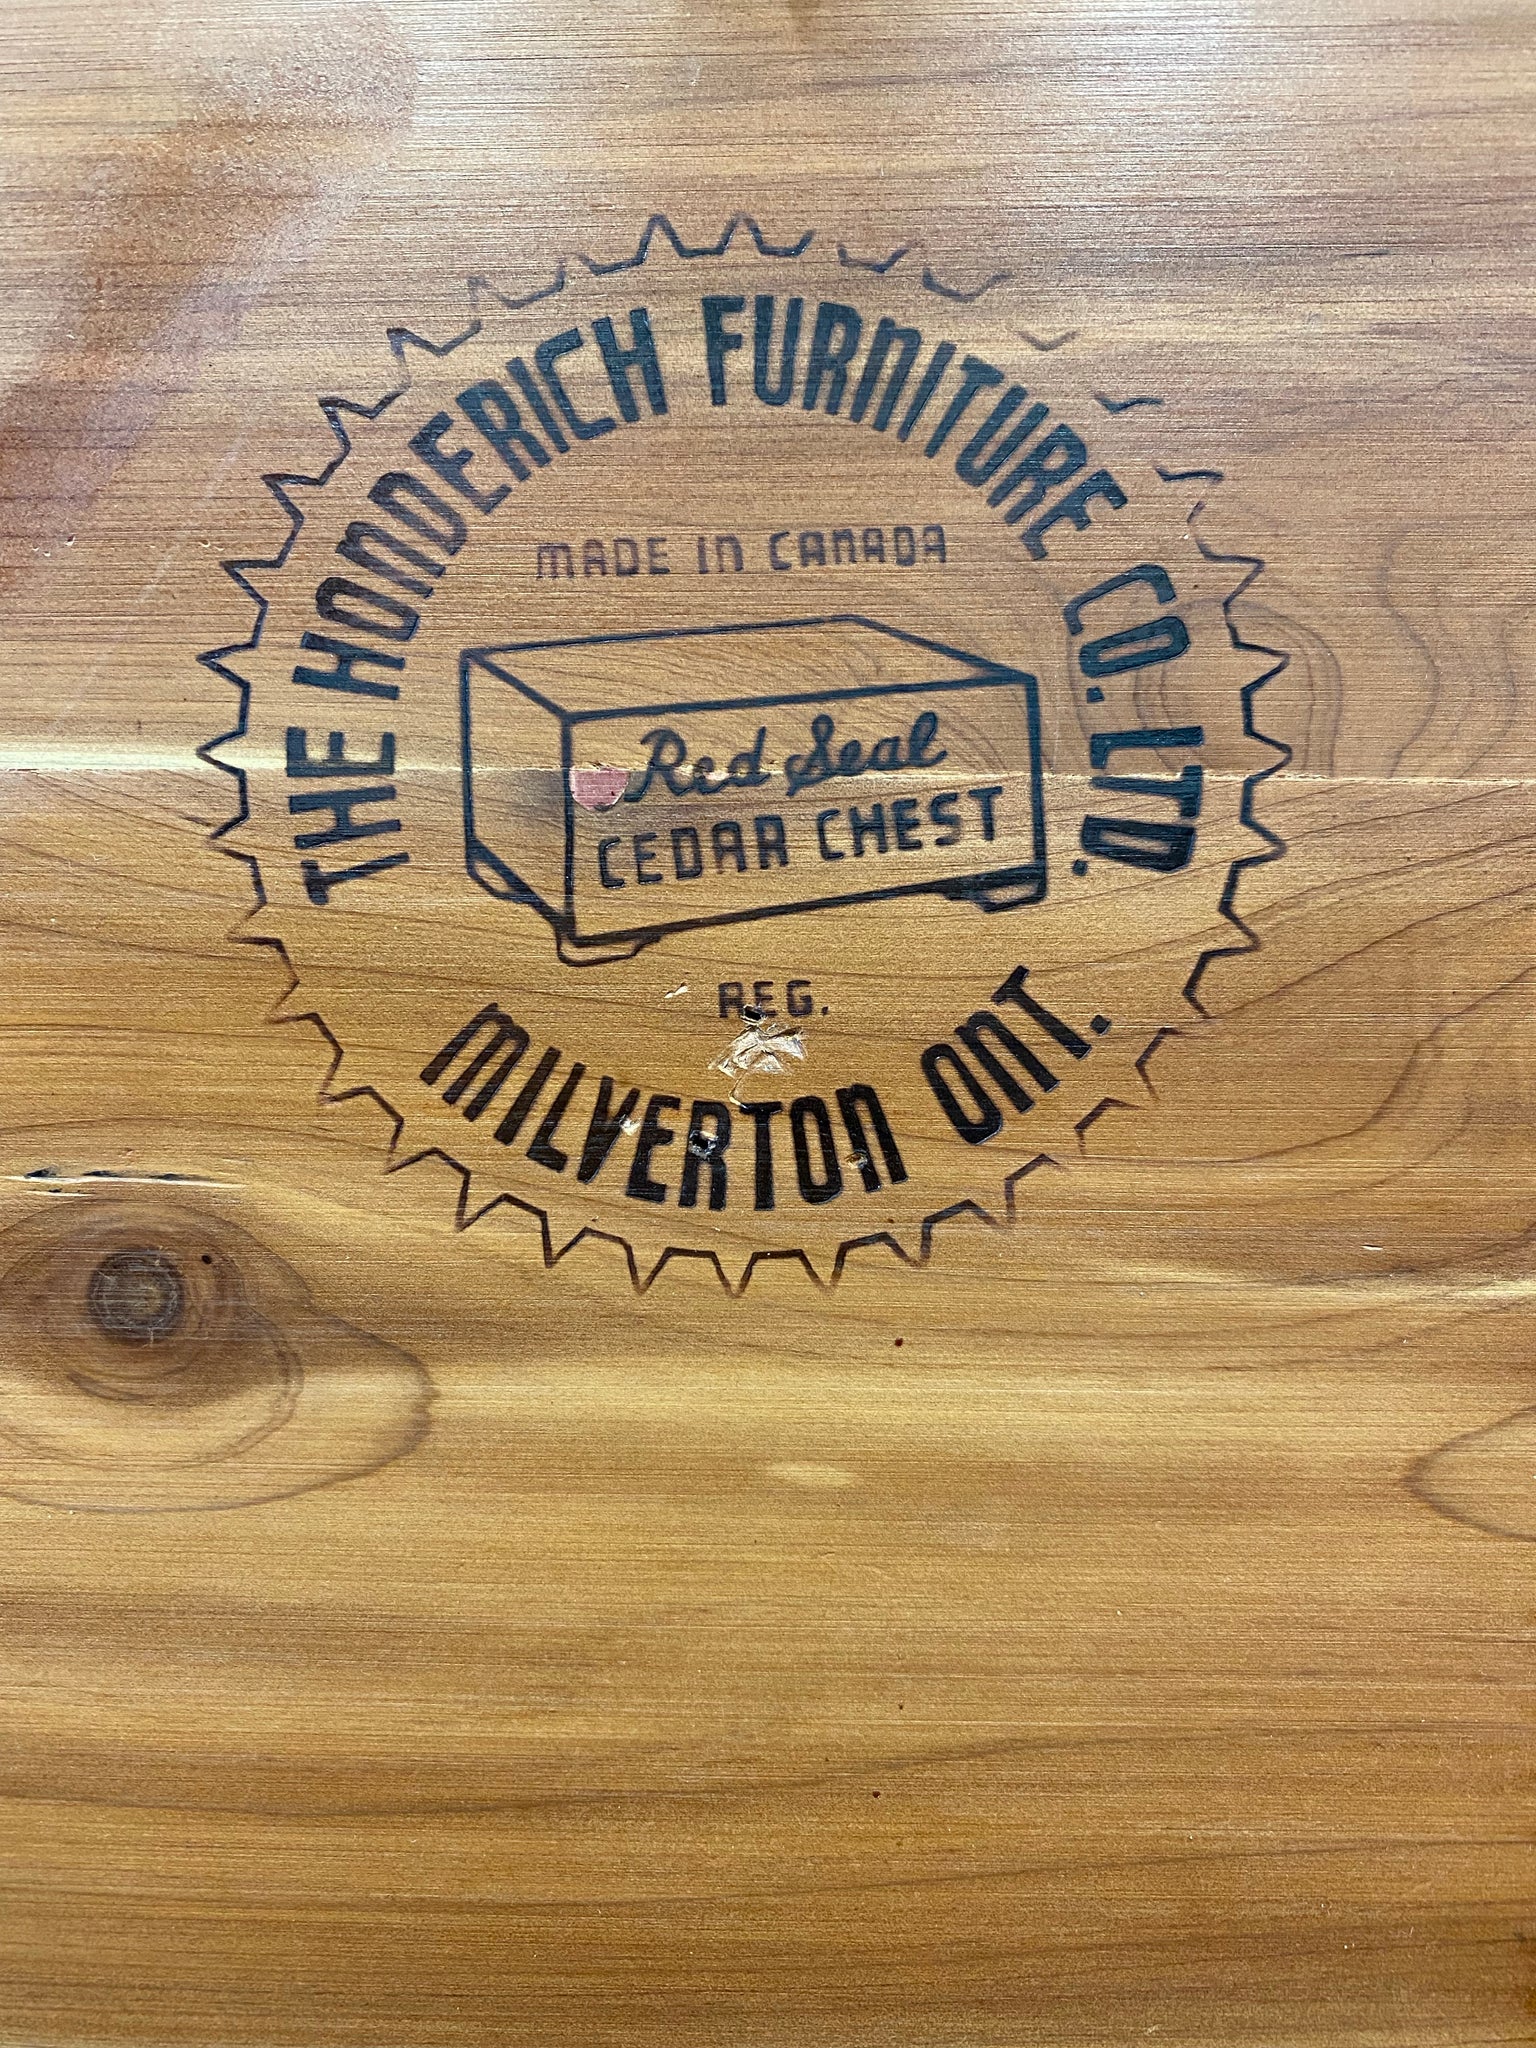 THE HONDERICH FURNITURE CO. LTD.
MADE IN CANADA
Red Seal
CEDAR CHEST
REG.
MILVERTON ONT.